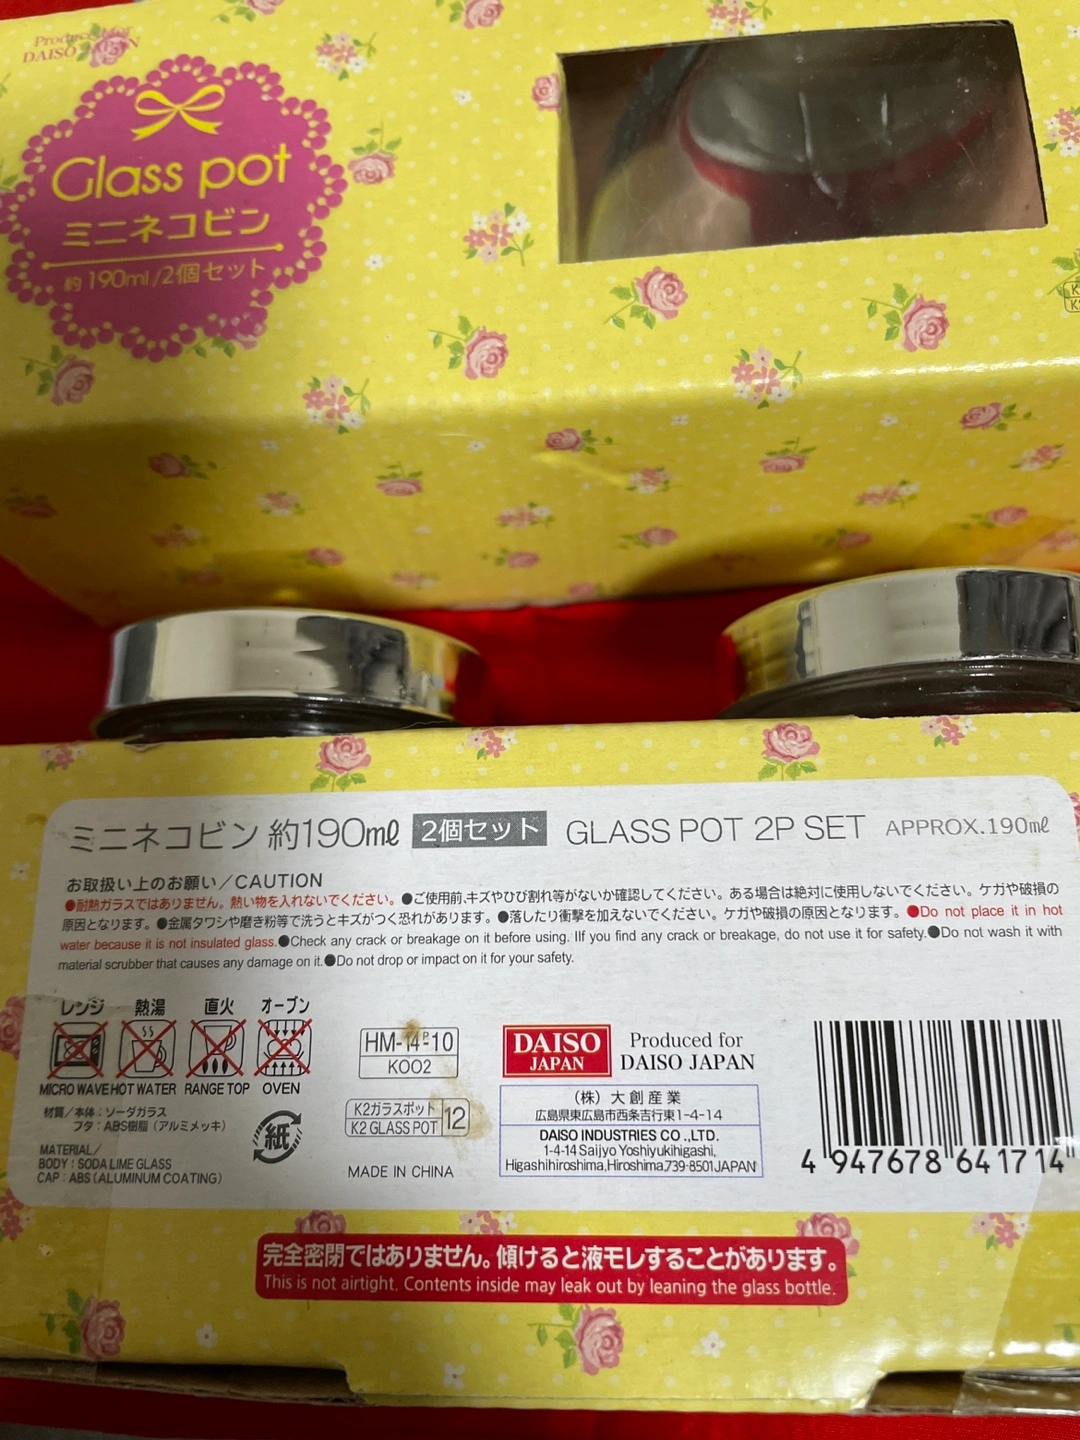 Produced for
DAISO JAPAN
Glass pot
ミニネコビン
約190ml/2個セット
ミニネコビン 約190mℓ 2個セット GLASS POT 2P SET APPROX.190mℓ
お取扱い上のお願い／CAUTION
●耐熱ガラスではありません。熱い物を入れないでください。●ご使用前、キズやひび割れ等がないか確認してください。ある場合は絶対に使用しないでください。ケガや破損の
原因となります。●金属タワシや磨き粉等で洗うとキズがつく恐れがあります。●落したり衝撃を加えないでください。ケガや破損の原因となります。●Do not place it in hot
water because it is not insulated glass.●Check any crack or breakage on it before using. IIf you find any crack or breakage, do not use it for safety.●Do not wash it with
material scrubber that causes any damage on it.●Do not drop or impact on it for your safety.
レンジ 熱湯 直火 オーブン
MICRO WAVE HOT WATER RANGE TOP OVEN
材質／本体：ソーダガラス
フタ：ABS樹脂（アルミメッキ）
MATERIAL/
BODY : SODA LIME GLASS
CAP : ABS (ALUMINUM COATING)
紙
HM-14-P-10
K002
K2ガラスポット 12
K2 GLASS POT
MADE IN CHINA
DAISO
JAPAN
Produced for
DAISO JAPAN
（株）大創産業
広島県東広島市西条吉行東1-4-14
DAISO INDUSTRIES CO .,LTD.
1-4-14 Saijyo Yoshiyukihigashi,
Higashihiroshima,Hiroshima,739-8501JAPAN
4 947678 641714
完全密閉ではありません。傾けると液モレすることがあります。
This is not airtight. Contents inside may leak out by leaning the glass bottle.